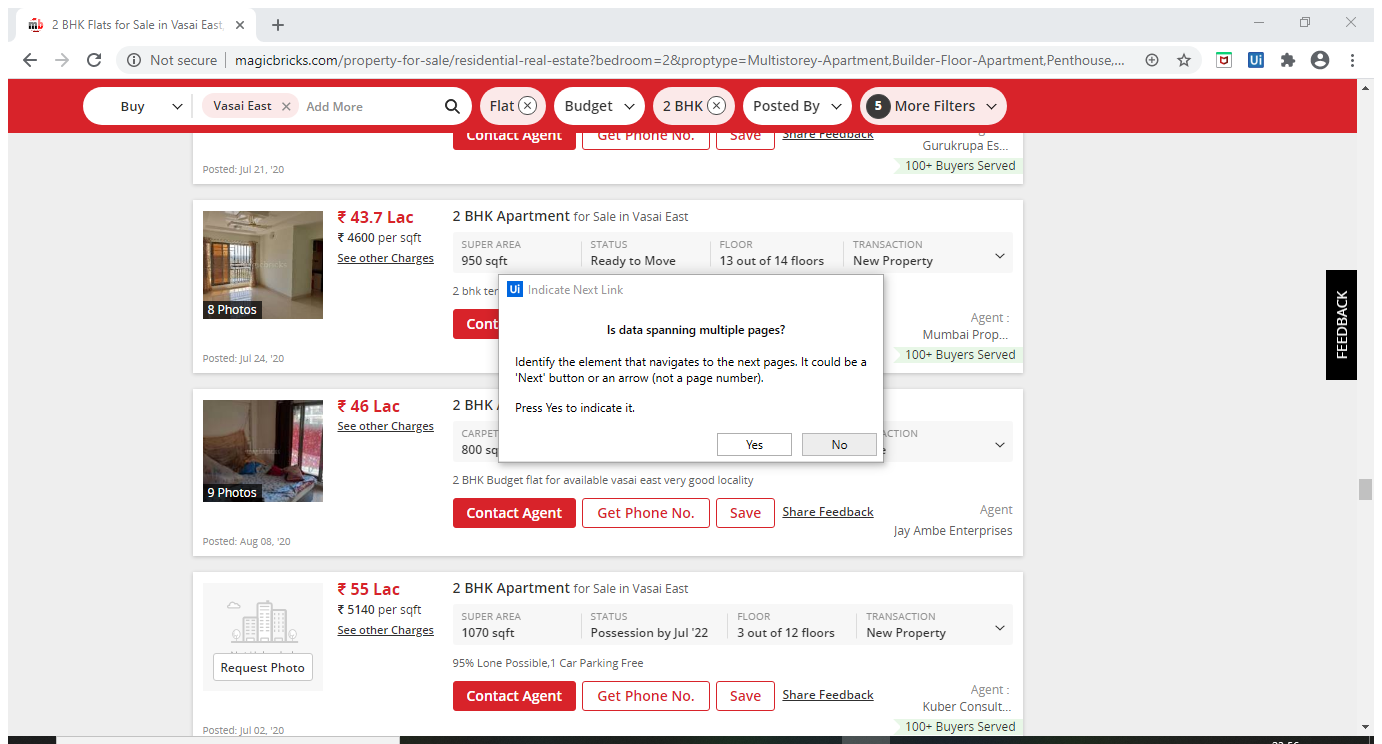 2 BHK Flats for Sale in Vasai East,
Not secure
magicbricks.com/property-for-sale/residential-real-estate?bedroom=2&proptype=Multistorey-Apartment,Builder-Floor-Apartment,Penthouse,...
Buy
Vasai East
Add More
Flat
Budget
2 BHK
Posted By
5 More Filters
Contact Agent
Get Phone No.
Save
Share Feedback
Gurukrupa Es...
100+ Buyers Served
Posted: Jul 21, '20
8 Photos
Posted: Jul 24, '20
₹ 43.7 Lac
₹ 4600 per sqft
See other Charges
2 BHK Apartment for Sale in Vasai East
SUPER AREA
950 sqft
STATUS
Ready to Move
FLOOR
13 out of 14 floors
TRANSACTION
New Property
2 bhk ter
Cont
Agent :
Mumbai Prop...
100+ Buyers Served
Ui Indicate Next Link
Is data spanning multiple pages?
Identify the element that navigates to the next pages. It could be a
'Next' button or an arrow (not a page number).
Press Yes to indicate it.
Yes
No
9 Photos
Posted: Aug 08, '20
₹ 46 Lac
See other Charges
2 BHK
CARPET
800 sq
ACTION
2 BHK Budget flat for available vasai east very good locality
Contact Agent
Get Phone No.
Save
Share Feedback
Agent
Jay Ambe Enterprises
Request Photo
Posted: Jul 02, '20
₹ 55 Lac
₹ 5140 per sqft
See other Charges
2 BHK Apartment for Sale in Vasai East
SUPER AREA
1070 sqft
STATUS
Possession by Jul '22
FLOOR
3 out of 12 floors
TRANSACTION
New Property
95% Lone Possible,1 Car Parking Free
Contact Agent
Get Phone No.
Save
Share Feedback
Agent :
Kuber Consult...
100+ Buyers Served
FEEDBACK